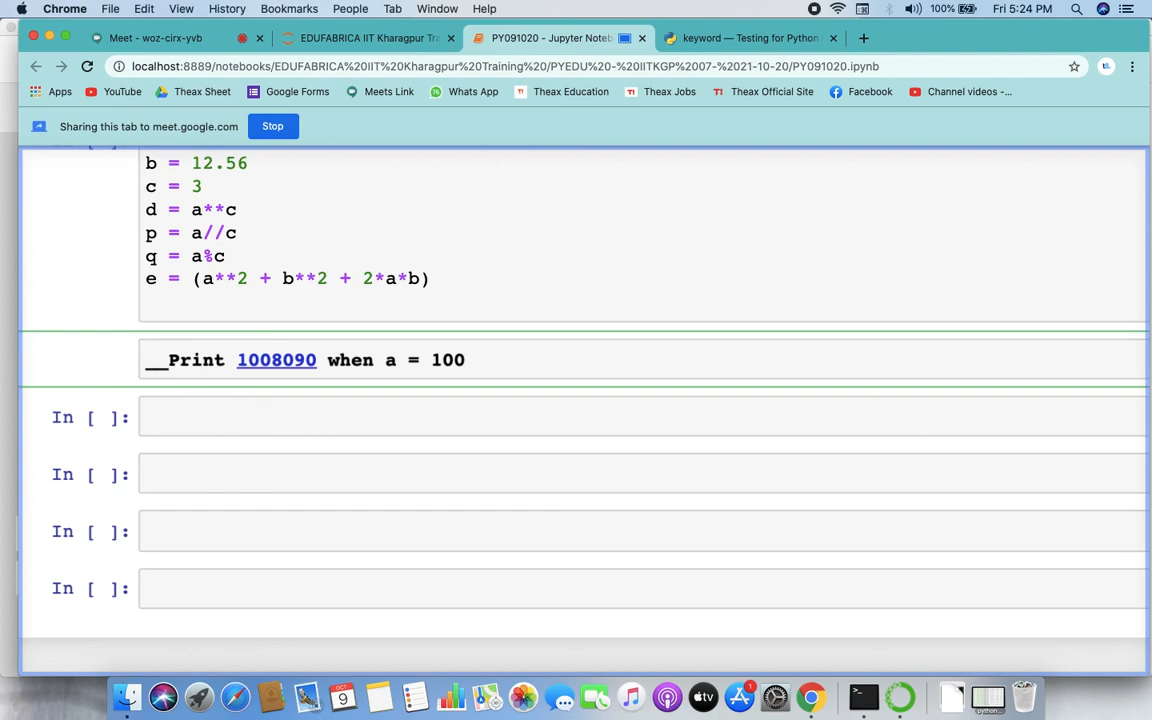 Chrome File Edit View History Bookmarks People Tab Window Help 100% Fri 5:24 PM
Meet - woz-cirx-yvb EDUFABRICA IIT Kharagpur Tra PY091020 - Jupyter Noteb keyword — Testing for Python
localhost:8889/notebooks/EDUFABRICA%20IIT%20Kharagpur%20Training%20/PYEDU%20-%20IITKGP%2007-%2021-10-20/PY091020.ipynb
Apps YouTube Theax Sheet Google Forms Meets Link Whats App Theax Education Theax Jobs Theax Official Site Facebook Channel videos -...
Sharing this tab to meet.google.com Stop
b = 12.56
c = 3
d = a**c
p = a//c
q = a%c
e = (a**2 + b**2 + 2*a*b)
__Print 1008090 when a = 100
In [ ]:
In [ ]:
In [ ]:
In [ ]:
OCT
9
tv
1